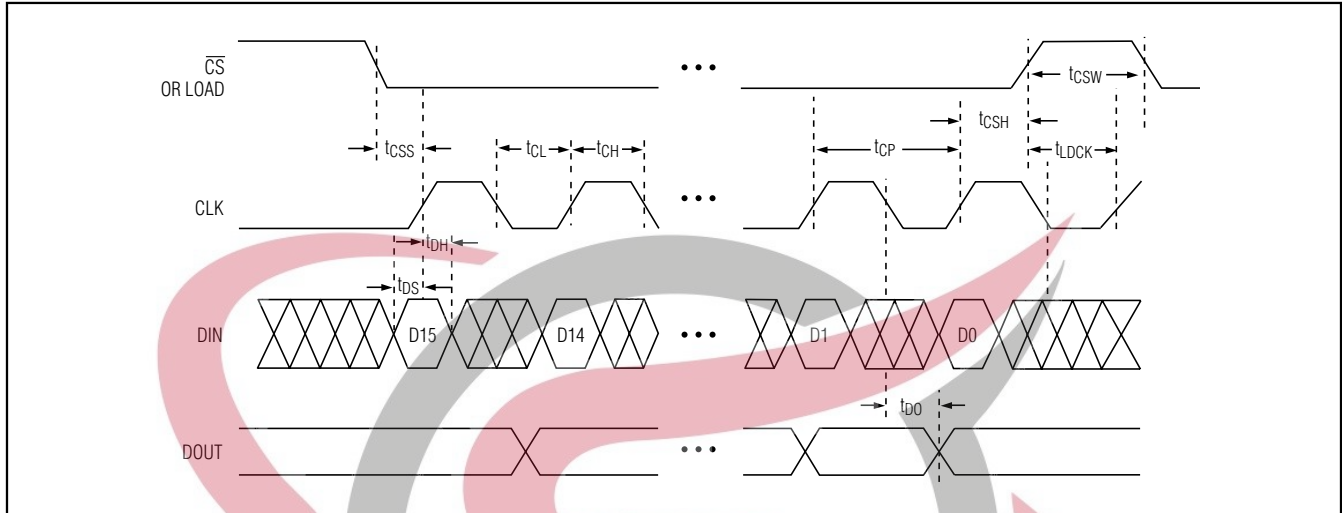 CS
OR LOAD
tCSW
tCSH
tCSS
tCL
tCH
tCP
tLDCK
CLK
tDH
tDS
DIN
D15
D14
D1
D0
tDO
DOUT